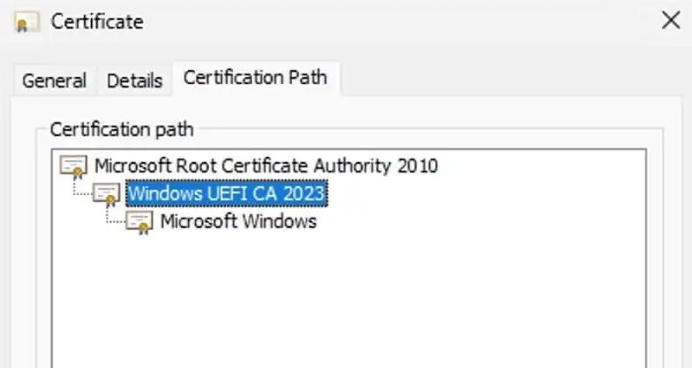 Certificate
General Details Certification Path
Certification path
Microsoft Root Certificate Authority 2010
Windows UEFI CA 2023
Microsoft Windows